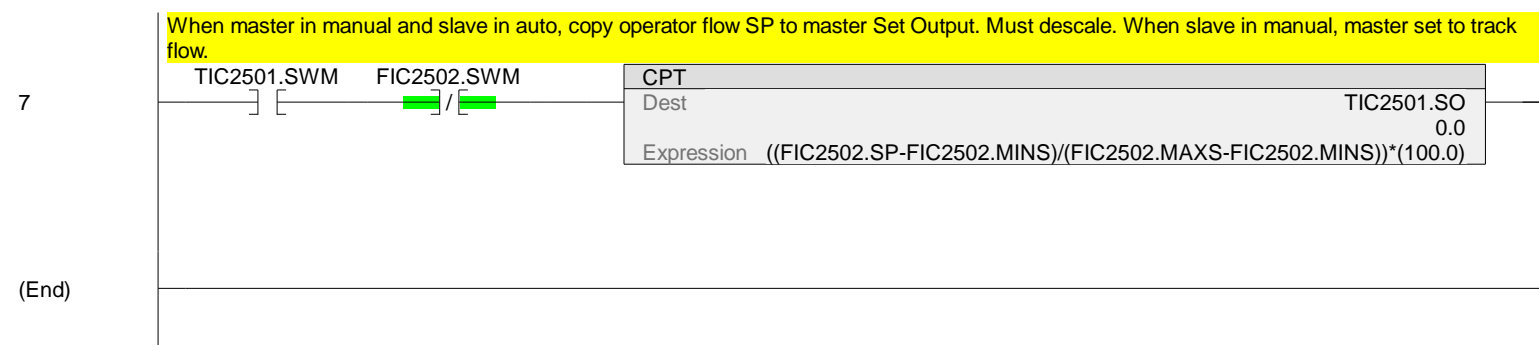 When master in manual and slave in auto, copy operator flow SP to master Set Output. Must descale. When slave in manual, master set to track
flow.
TIC2501.SWM FIC2502.SWM CPT
7 / Dest TIC2501.SO
0.0
Expression ((FIC2502.SP-FIC2502.MINS)/(FIC2502.MAXS-FIC2502.MINS))*(100.0)
(End)